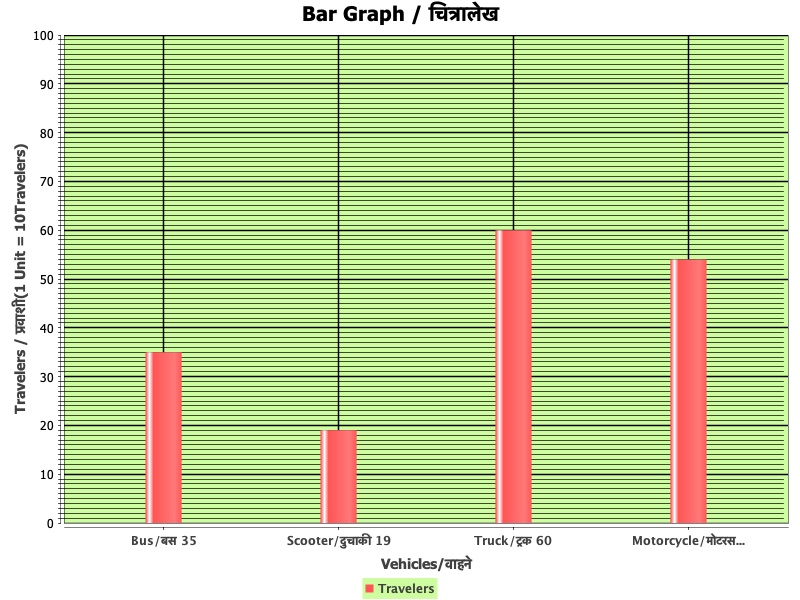 Bar Graph / चित्रालेख
Travelers / प्रवाशी(1 Unit = 10Travelers)
100
90
80
70
60
50
40
30
20
10
0
Bus/बस 35 Scooter/दुचाकी 19 Truck/ट्रक 60 Motorcycle/मोटरस...
Vehicles/वाहने
Travelers